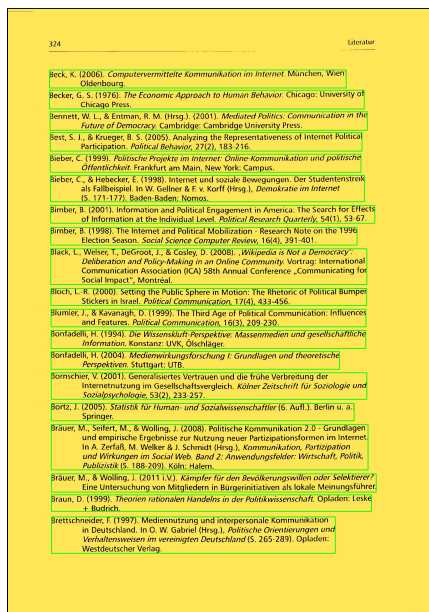 324
Literatur
Beck, K. (2006). Computervermittelte Kommunikation im Internet. München, Wien:
Oldenbourg.
Becker, G. S. (1976). The Economic Approach to Human Behavior. Chicago: University of
Chicago Press.
Bennett, W. L., & Entman, R. M. (Hrsg.). (2001). Mediated Politics: Communication in the
Future of Democracy. Cambridge: Cambridge University Press.
Best, S. J., & Krueger, B. S. (2005). Analyzing the Representativeness of Internet Political
Participation. Political Behavior, 27(2), 183-216.
Bieber, C. (1999). Politische Projekte im Internet: Online-Kommunikation und politische
Öffentlichkeit. Frankfurt am Main, New York: Campus.
Bieber, C., & Hebecker, E. (1998). Internet und soziale Bewegungen. Der Studentenstreik
als Fallbeispiel. In W. Gellner & F. v. Korff (Hrsg.), Demokratie im Internet
(S. 171-177). Baden-Baden: Nomos.
Bimber, B. (2001). Information and Political Engagement in America: The Search for Effects
of Information at the Individual Level. Political Research Quarterly, 54(1), 53-67.
Bimber, B. (1998). The Internet and Political Mobilization - Research Note on the 1996
Election Season. Social Science Computer Review, 16(4), 391-401.
Black, L., Welser, T., DeGroot, J., & Cosley, D. (2008). „Wikipedia is Not a Democracy“:
Deliberation and Policy-Making in an Online Community. Vortrag: International
Communication Association (ICA) 58th Annual Conference „Communicating for
Social Impact“, Montréal.
Bloch, L.-R. (2000). Setting the Public Sphere in Motion: The Rhetoric of Political Bumper
Stickers in Israel. Political Communication, 17(4), 433-456.
Blumler, J., & Kavanagh, D. (1999). The Third Age of Political Communication: Influences
and Features. Political Communication, 16(3), 209-230.
Bonfadelli, H. (1994). Die Wissenskluft-Perspektive: Massenmedien und gesellschaftliche
Information. Konstanz: UVK, Ölschläger.
Bonfadelli, H. (2004). Medienwirkungsforschung I: Grundlagen und theoretische
Perspektiven. Stuttgart: UTB.
Bornschier, V. (2001). Generalisiertes Vertrauen und die frühe Verbreitung der
Internetnutzung im Gesellschaftsvergleich. Kölner Zeitschrift für Soziologie und
Sozialpsychologie, 53(2), 233-257.
Bortz, J. (2005). Statistik für Human- und Sozialwissenschaftler (6. Aufl.). Berlin u. a.:
Springer.
Bräuer, M., Seifert, M., & Wolling, J. (2008). Politische Kommunikation 2.0 - Grundlagen
und empirische Ergebnisse zur Nutzung neuer Partizipationsformen im Internet.
In A. Zerfaß, M. Welker & J. Schmidt (Hrsg.), Kommunikation, Partizipation
und Wirkungen im Social Web. Band 2: Anwendungsfelder: Wirtschaft, Politik,
Publizistik (S. 188-209). Köln: Halem.
Bräuer, M., & Wolling, J. (2011 i.V.). Kämpfer für den Bevölkerungswillen oder Selektierer?
Eine Untersuchung von Mitgliedern in Bürgerinitiativen als lokale Meinungsführer.
Braun, D. (1999). Theorien rationalen Handelns in der Politikwissenschaft. Opladen: Leske
+ Budrich.
Brettschneider, F. (1997). Mediennutzung und interpersonale Kommunikation
in Deutschland. In O. W. Gabriel (Hrsg.), Politische Orientierungen und
Verhaltensweisen im vereinigten Deutschland (S. 265-289). Opladen:
Westdeutscher Verlag.